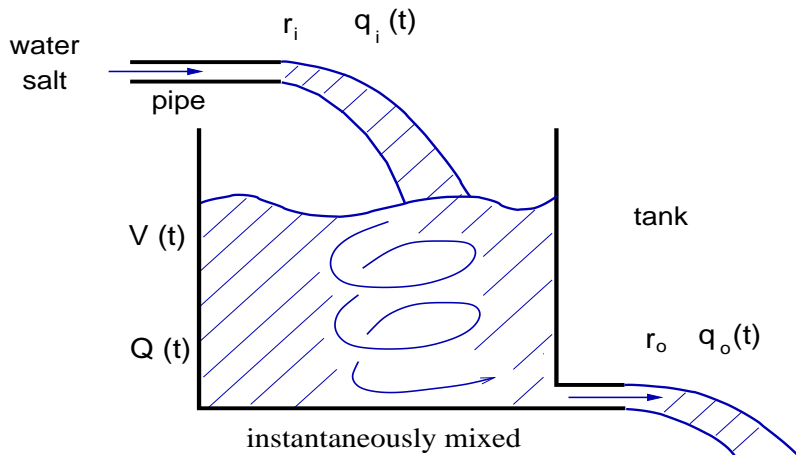 r_i q_i (t)
water
salt
pipe
V (t)
tank
Q (t)
r_o q_o (t)
instantaneously mixed